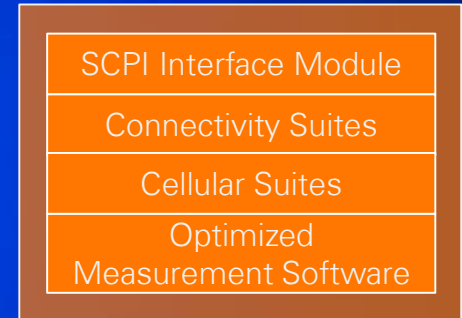 SCPI Interface Module
Connectivity Suites
Cellular Suites
Optimized
Measurement Software